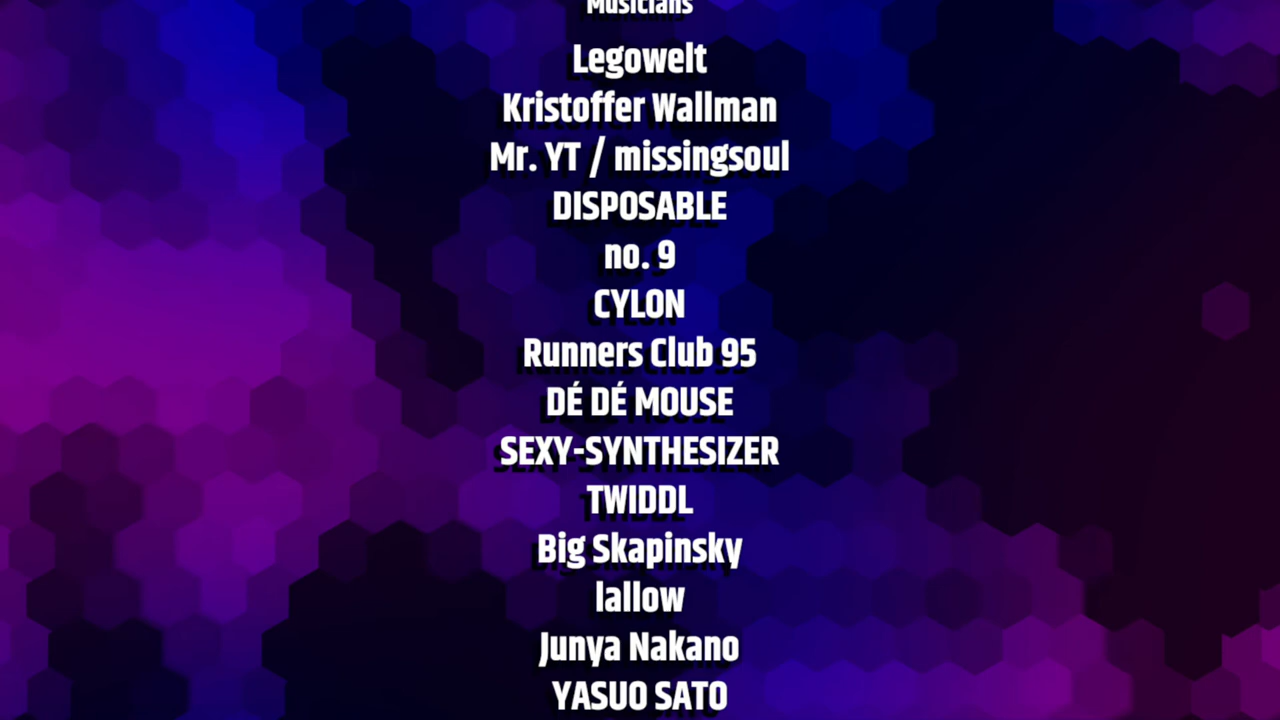 Musicians
Legowelt
Kristoffer Wallman
Mr. YT / missingsoul
DISPOSABLE
no. 9
CYLON
Runners Club 95
DÉ DÉ MOUSE
SEXY-SYNTHESIZER
TWIDDL
Big Skapinsky
lallow
Junya Nakano
YASUO SATO